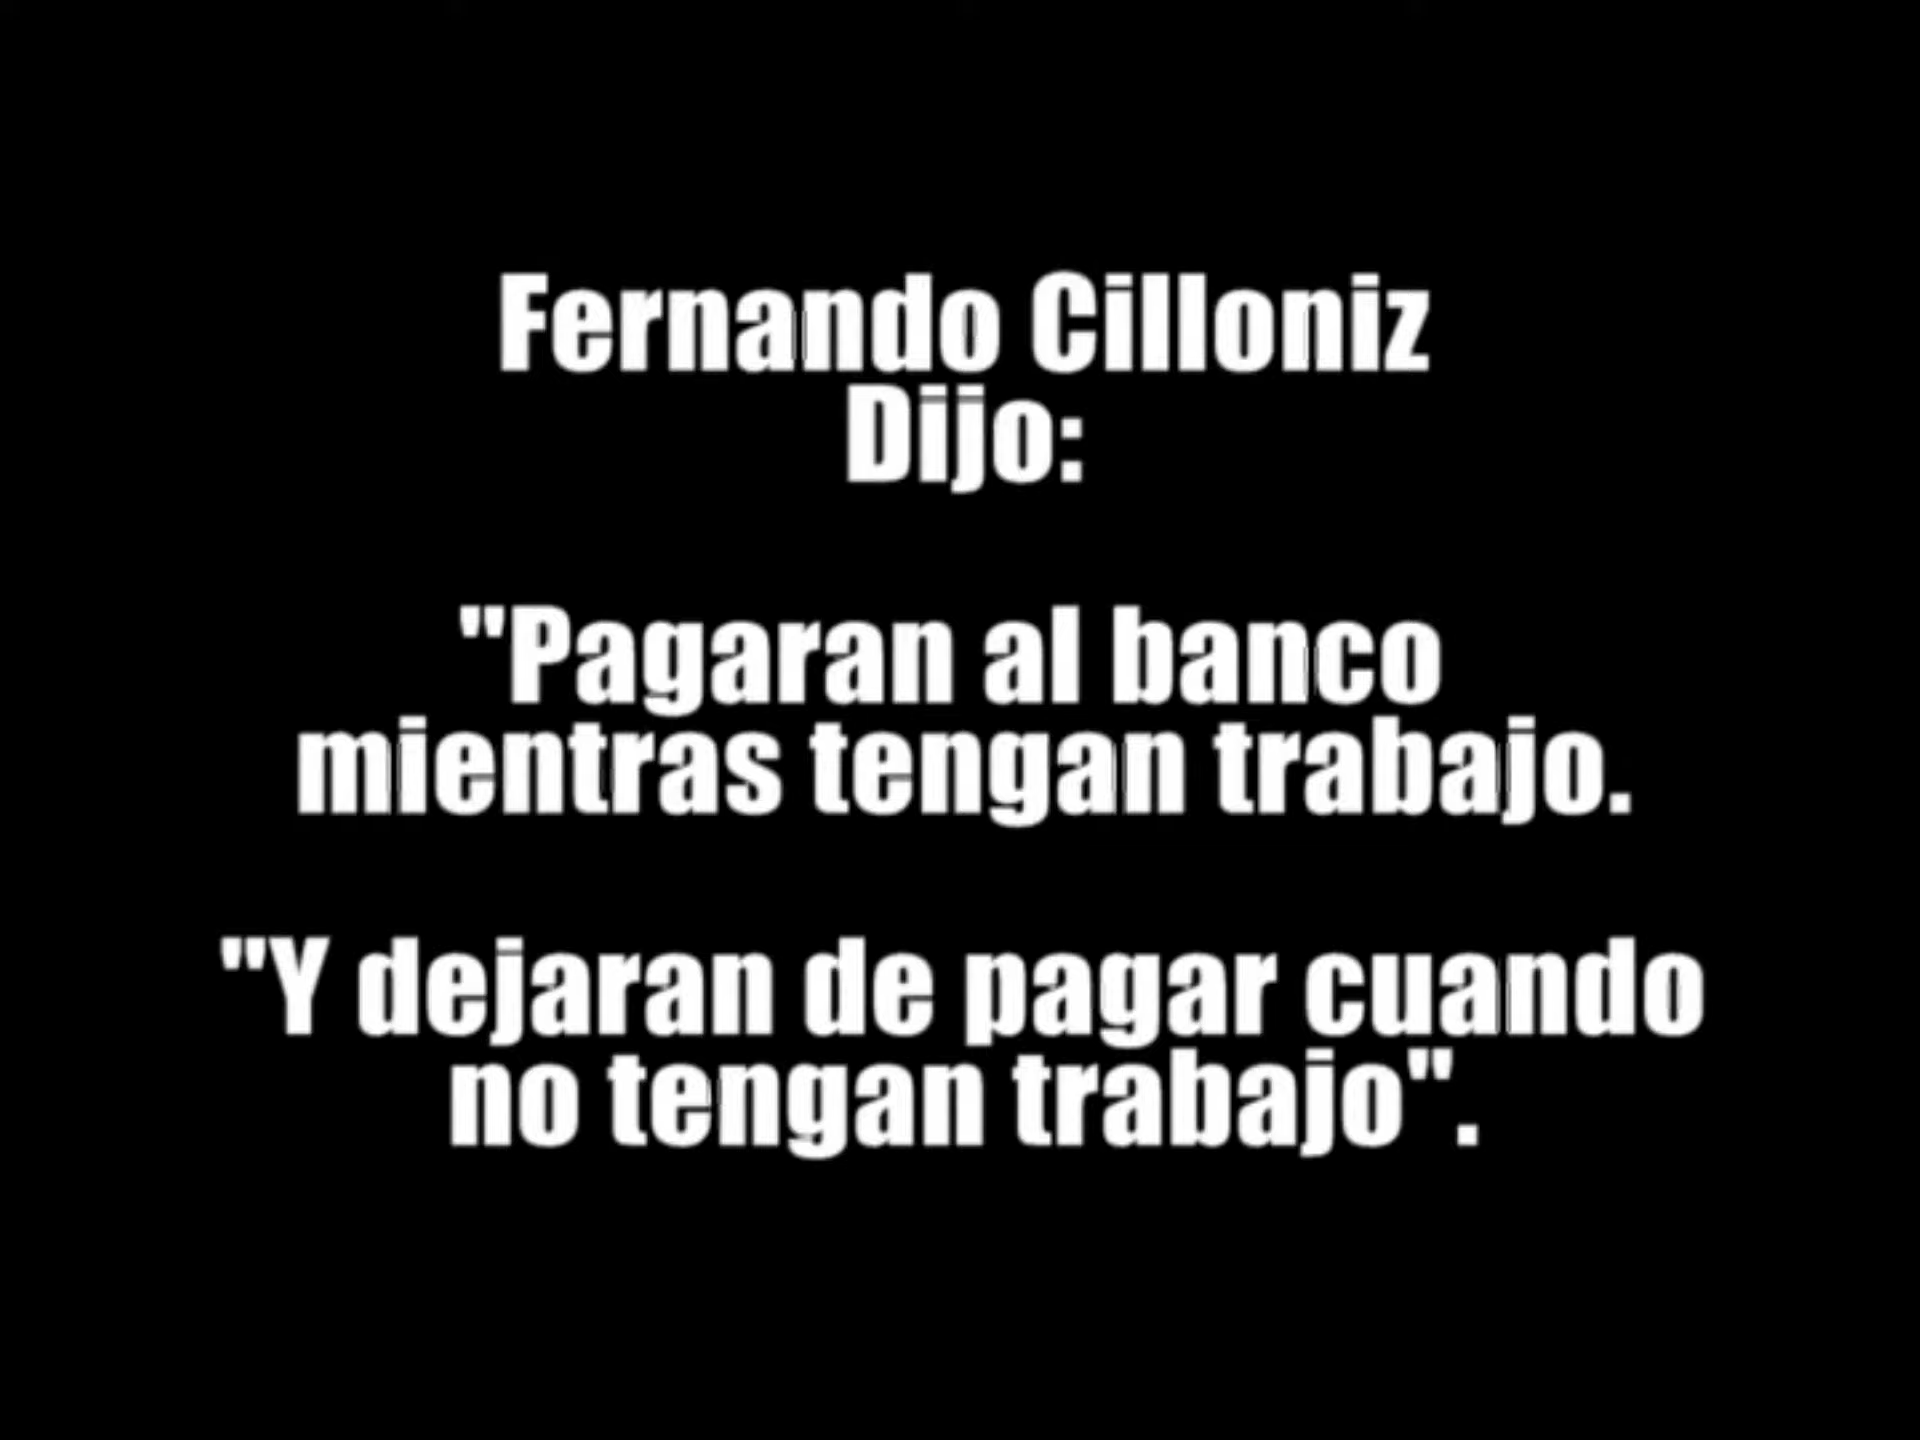 Fernando Cilloniz
Dijo:
"Pagaran al banco
mientras tengan trabajo.
"Y dejaran de pagar cuando
no tengan trabajo".